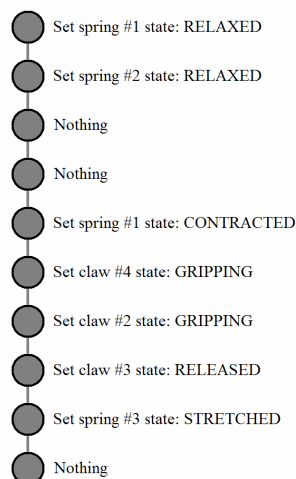 Set spring #1 state: RELAXED
Set spring #2 state: RELAXED
Nothing
Nothing
Set spring #1 state: CONTRACTED
Set claw #4 state: GRIPPING
Set claw #2 state: GRIPPING
Set claw #3 state: RELEASED
Set spring #3 state: STRETCHED
Nothing